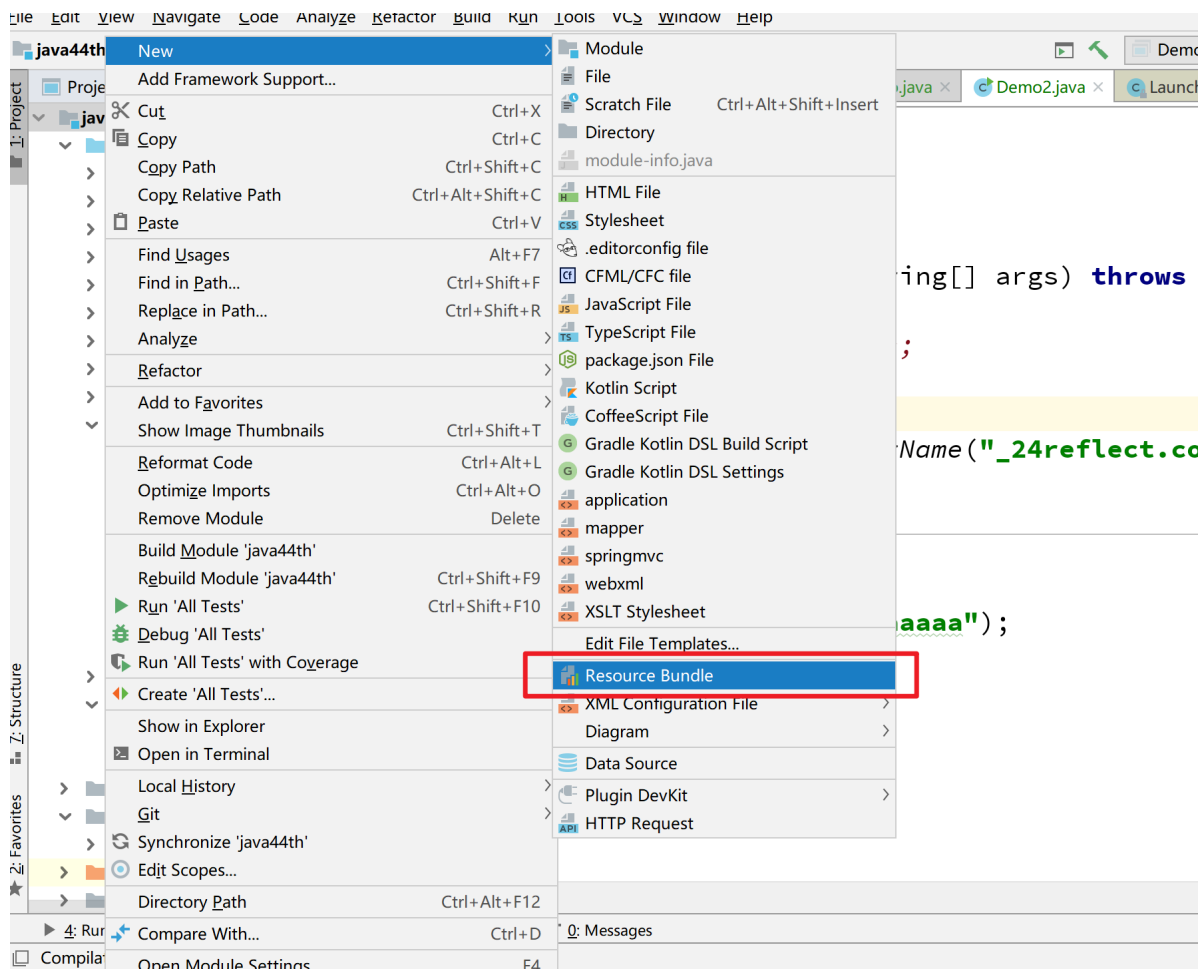 File Edit View Navigate Code Analyze Refactor Build Run Tools VCS Window Help
java44th
Demo
1: Project
Proje
.java
Demo2.java
Launch
jav
New
Add Framework Support...
Cut Ctrl+X
Copy Ctrl+C
Copy Path Ctrl+Shift+C
Copy Relative Path Ctrl+Alt+Shift+C
Paste Ctrl+V
Find Usages Alt+F7
Find in Path... Ctrl+Shift+F
Replace in Path... Ctrl+Shift+R
Analyze
Refactor
Add to Favorites
Show Image Thumbnails Ctrl+Shift+T
Reformat Code Ctrl+Alt+L
Optimize Imports Ctrl+Alt+O
Remove Module Delete
Build Module 'java44th'
Rebuild Module 'java44th' Ctrl+Shift+F9
Run 'All Tests' Ctrl+Shift+F10
Debug 'All Tests'
Run 'All Tests' with Coverage
Create 'All Tests'...
Show in Explorer
Open in Terminal
Local History
Git
Synchronize 'java44th'
Edit Scopes...
Directory Path Ctrl+Alt+F12
Compare With... Ctrl+D
Open Module Settings F4
Module
File
Scratch File Ctrl+Alt+Shift+Insert
Directory
module-info.java
HTML File
Stylesheet
.editorconfig file
CFML/CFC file
JavaScript File
TypeScript File
package.json File
Kotlin Script
CoffeeScript File
Gradle Kotlin DSL Build Script
Gradle Kotlin DSL Settings
application
mapper
springmvc
webxml
XSLT Stylesheet
Edit File Templates...
Resource Bundle
XML Configuration File
Diagram
Data Source
Plugin DevKit
HTTP Request
ing[] args) throws
;
Name("_24reflect.co
aaaa");
7: Structure
2: Favorites
4: Run
0: Messages
Compilat